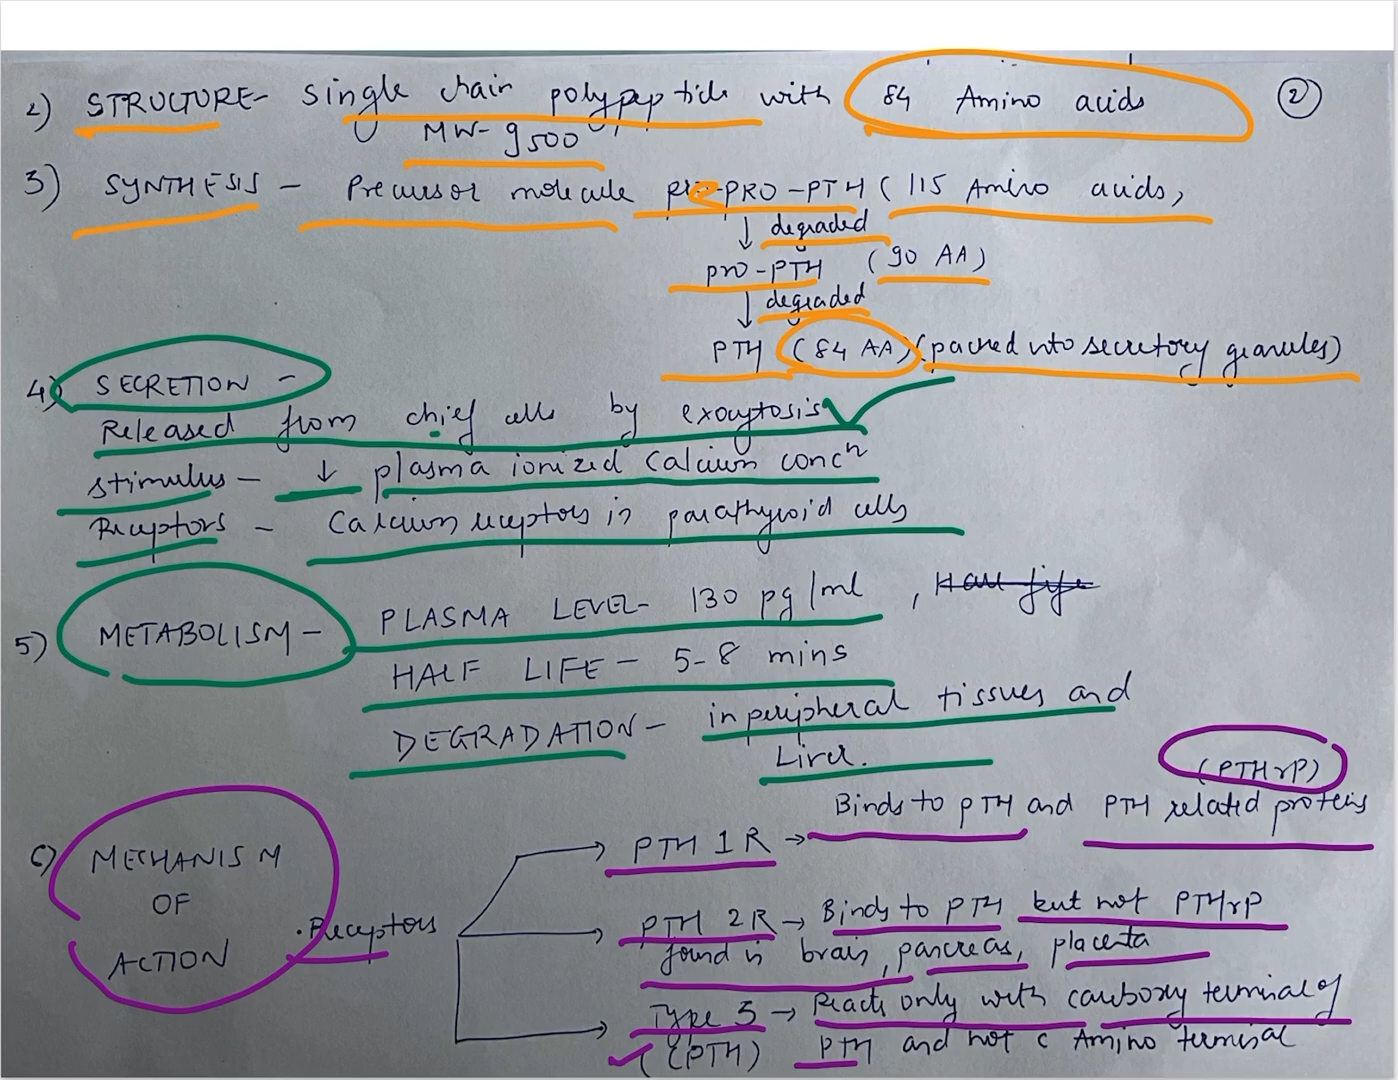 ②
2) STRUCTURE- single chain polypeptide with 84 Amino acids
MW- 9500
3) SYNTHESIS - Precursor molecule pre-PRO-PTH (115 Amino acids,
↓ degraded
pro-PTH (90 AA)
↓ degraded
PTH (84 AA) (packed into secretory granules)
4) SECRETION -
Released from chief cells by exocytosis
stimulus - ↓ plasma ionized Calcium concn
Receptors - Calcium receptors in parathyroid cells
5) METABOLISM - PLASMA LEVEL- 130 pg/ml , Half life
HALF LIFE - 5-8 mins
DEGRADATION - in peripheral tissues and
Liver.
(PTHrP)
6) MECHANISM OF ACTION
. Receptors
→ PTH 1R → Binds to PTH and PTH related proteins
→ PTH 2R → Binds to PTH but not PTHrP
found in brain, pancreas, placenta
→ Type 3 → Reacts only with carboxy terminal of
(PTH) PTH and not c Amino terminal